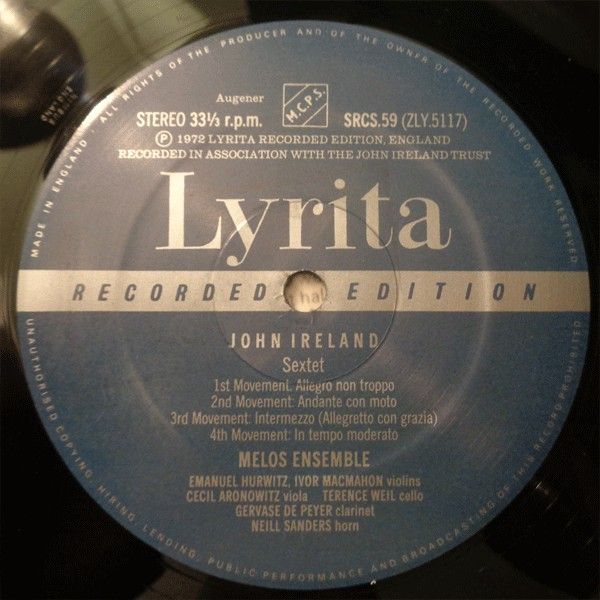 MADE IN ENGLAND · ALL RIGHTS OF THE PRODUCER AND OF THE OWNER OF THE RECORDED WORK RESERVED
Augener
M.C.P.S.
STEREO 33⅓ r.p.m.
SRCS.59 (ZLY.5117)
Ⓟ 1972 LYRITA RECORDED EDITION, ENGLAND
RECORDED IN ASSOCIATION WITH THE JOHN IRELAND TRUST
Lyrita
RECORDED EDITION
JOHN IRELAND
Sextet
1st Movement: Allegro non troppo
2nd Movement: Andante con moto
3rd Movement: Intermezzo (Allegretto con grazia)
4th Movement: In tempo moderato
MELOS ENSEMBLE
EMANUEL HURWITZ, IVOR MACMAHON violins
CECIL ARONOWITZ viola TERENCE WEIL cello
GERVASE DE PEYER clarinet
NEILL SANDERS horn
UNAUTHORISED COPYING, HIRING, LENDING, PUBLIC PERFORMANCE AND BROADCASTING OF THIS RECORD PROHIBITED